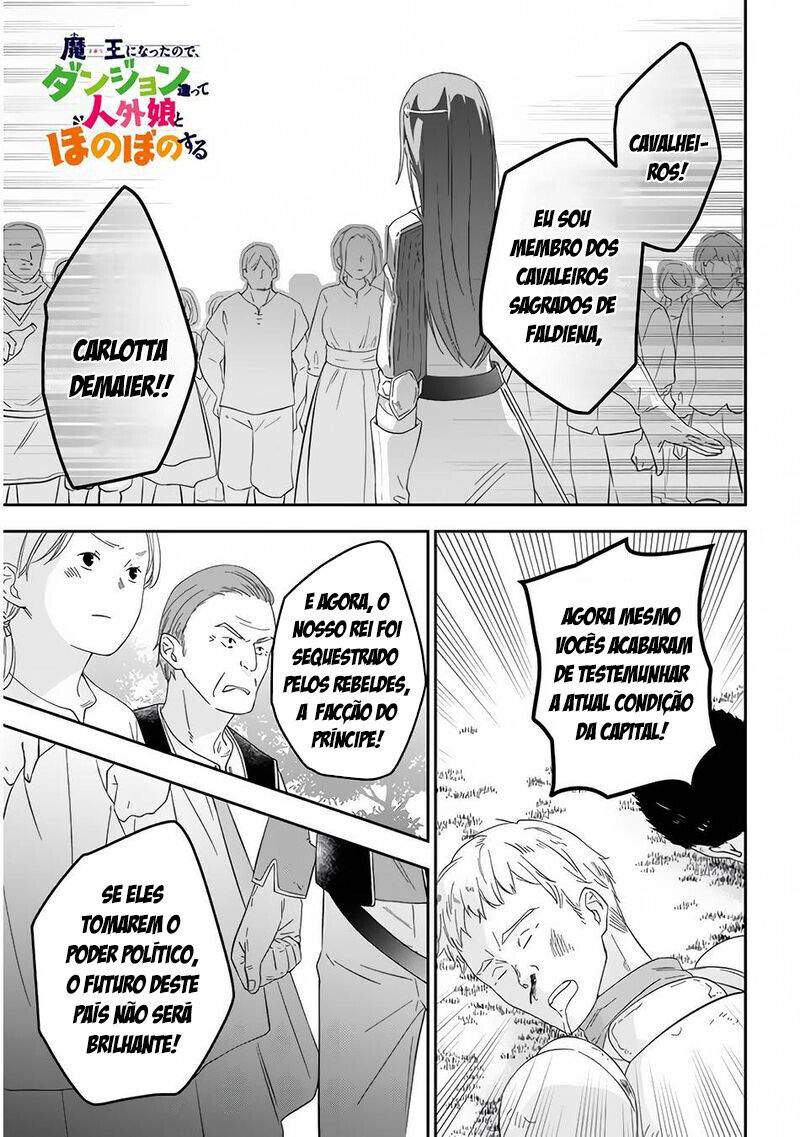 魔王になったので、
ダンジョン造って
人外娘と
ほのぼのする
CAVALHEI-
ROS!
EU SOU
MEMBRO DOS
CAVALEIROS
SAGRADOS DE
FALDIENA,
CARLOTTA
DEMAIER!!
AGORA MESMO
VOCÊS ACABARAM
DE TESTEMUNHAR
A ATUAL CONDIÇÃO
DA CAPITAL!
E AGORA, O
NOSSO REI FOI
SEQUESTRADO
PELOS REBELDES,
A FACÇÃO DO
PRÍNCIPE!
SE ELES
TOMAREM O
PODER POLÍTICO,
O FUTURO DESTE
PAÍS NÃO SERÁ
BRILHANTE!